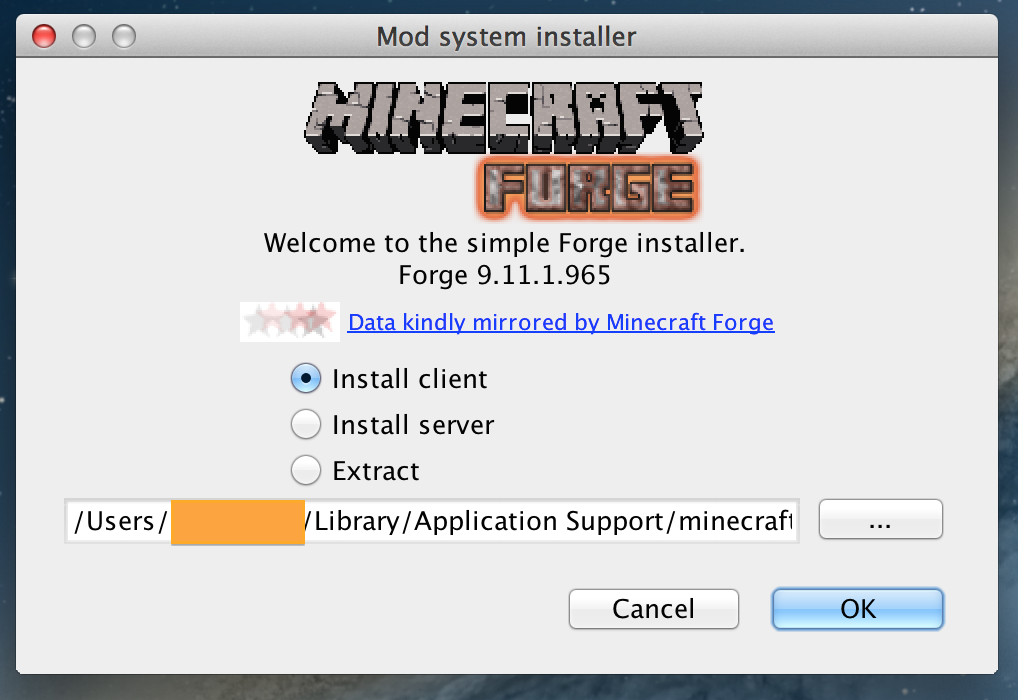 Mod system installer
MINECRAFT
FORGE
Welcome to the simple Forge installer.
Forge 9.11.1.965
Data kindly mirrored by Minecraft Forge
Install client
Install server
Extract
/Users/ /Library/Application Support/minecraft
...
Cancel OK